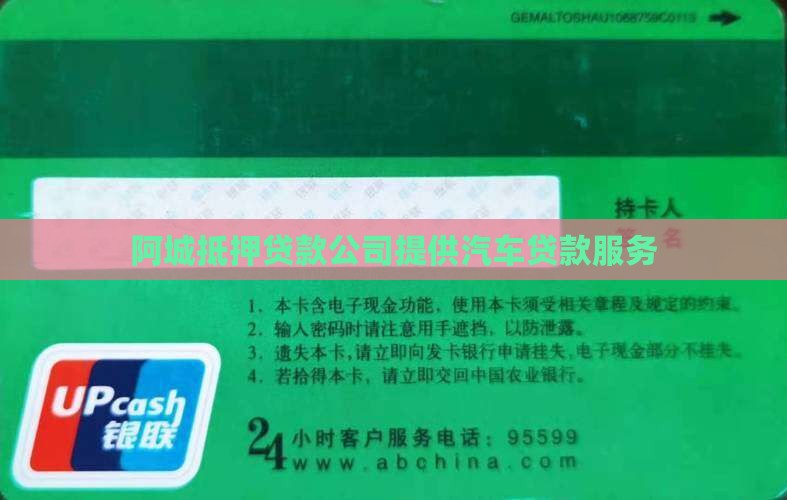 GEMALTOSHAU1068759C0119
持卡人
签名
阿城抵押贷款公司提供汽车贷款服务
1. 本卡含电子现金功能，使用本卡须受相关章程及规定的约束。
2. 输入密码时请注意用手遮挡，以防泄露。
3. 遗失本卡,请立即向发卡银行申请挂失,电子现金部分不挂失。
4. 若拾得本卡，请立即交回中国农业银行。
UPcash
银联
24小时客户服务电话：95599
www.abchina.com